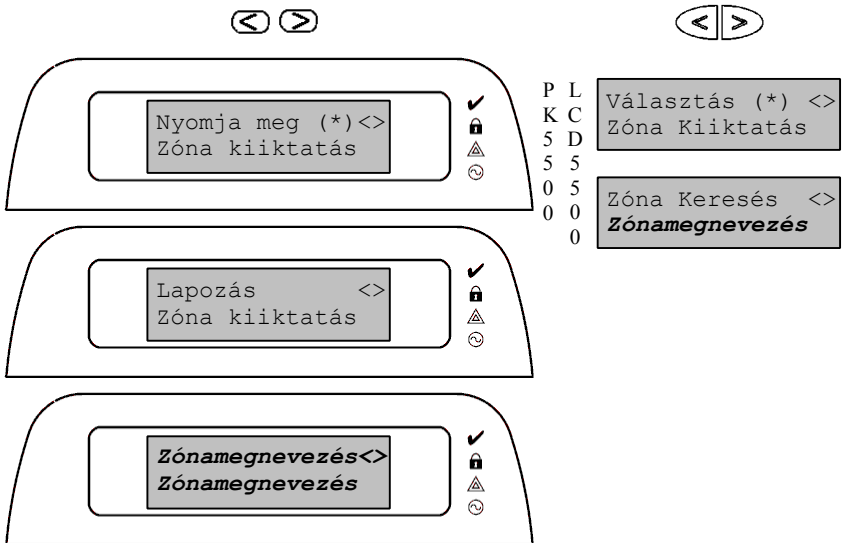 < >
< >
Nyomja meg (*)<>
Zóna kiiktatás
PK5500
LCD5500
Választás (*) <>
Zóna Kiiktatás
Zóna Keresés <>
Zónamegnevezés
Lapozás <>
Zóna kiiktatás
Zónamegnevezés<>
Zónamegnevezés